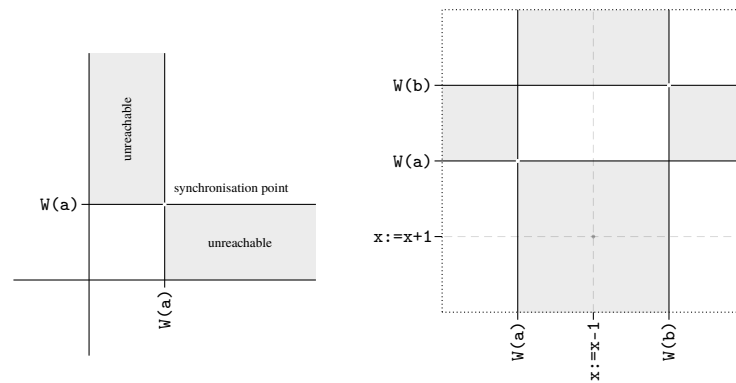 unreachable
synchronisation point
W(a)
unreachable
W(a)
W(b)
W(a)
x:=x+1
W(a)
x:=x-1
W(b)